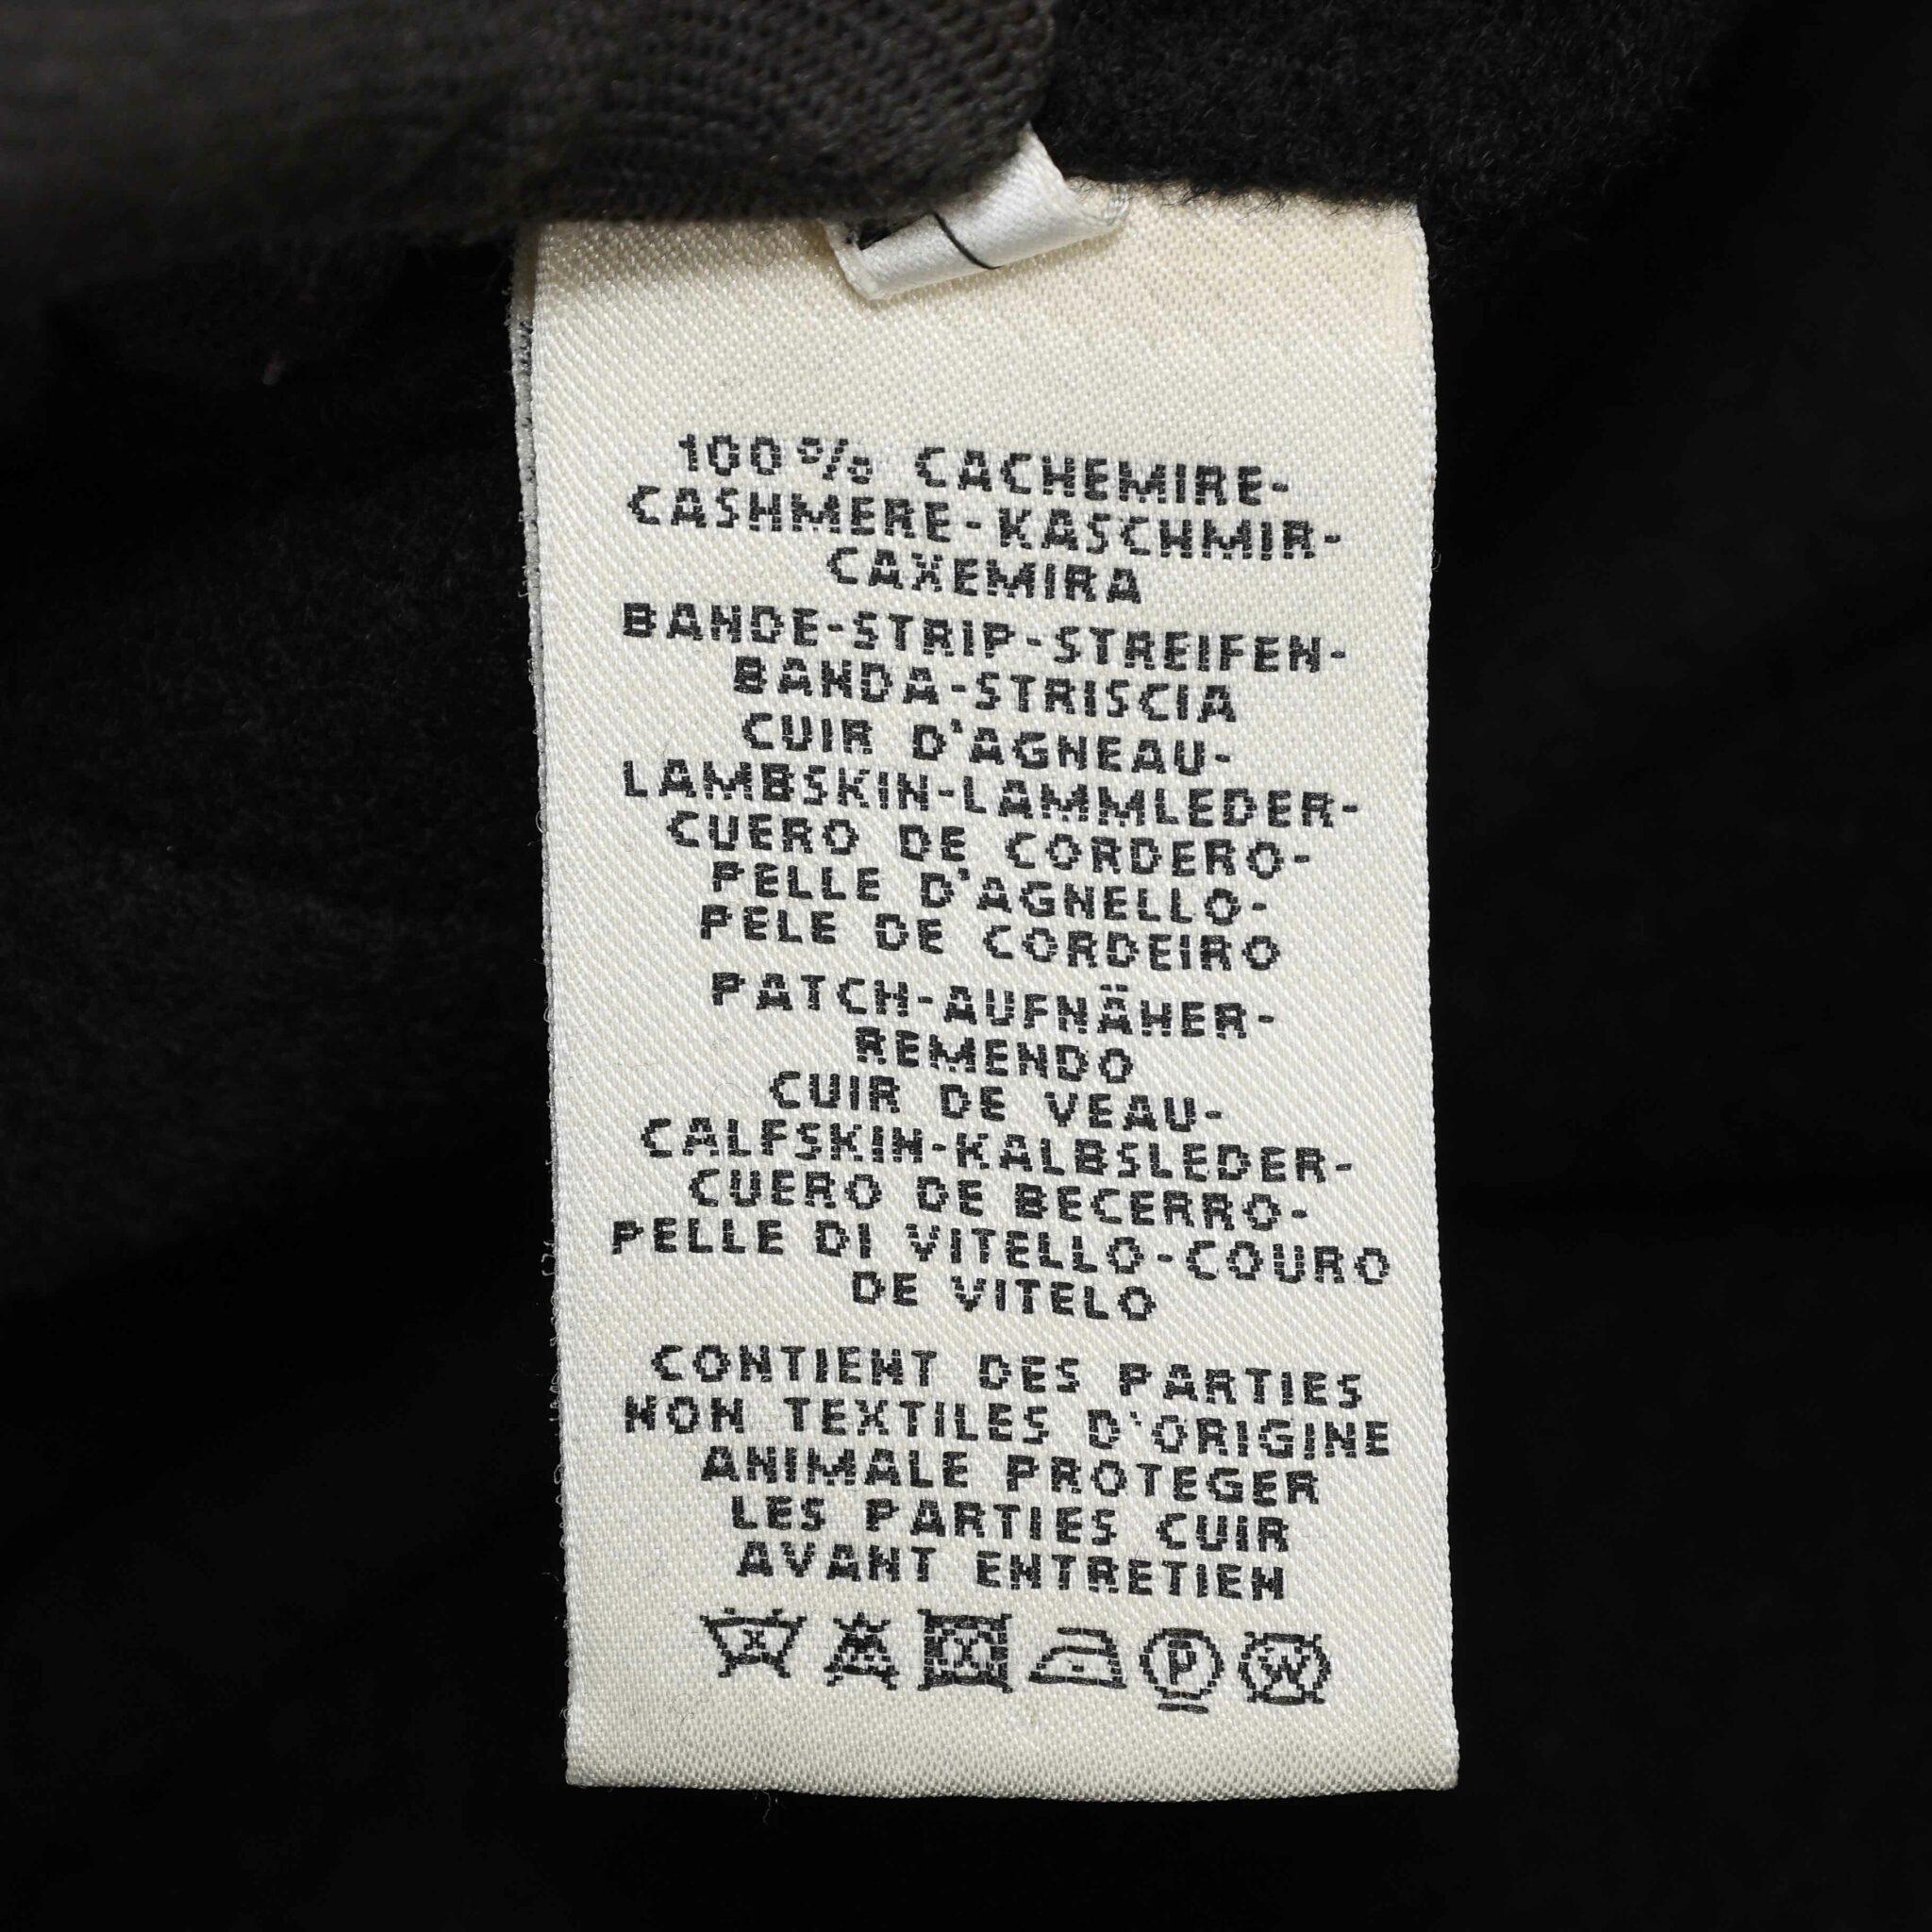 100% CACHEMIRE-
CASHMERE-KASCHMIR-
CAXEMIRA
BANDE-STRIP-STREIFEN-
BANDA-STRISCIA
CUIR D'AGNEAU-
LAMBSKIN-LAMMLEDER-
CUERO DE CORDERO-
PELLE D'AGNELLO-
PELE DE CORDEIRO
PATCH-AUFNÄHER-
REMENDO
CUIR DE VEAU-
CALFSKIN-KALBSLEDER-
CUERO DE BECERRO-
PELLE DI VITELLO-COURO
DE VITELO
CONTIENT DES PARTIES
NON TEXTILES D'ORIGINE
ANIMALE PROTEGER
LES PARTIES CUIR
AVANT ENTRETIEN
P W